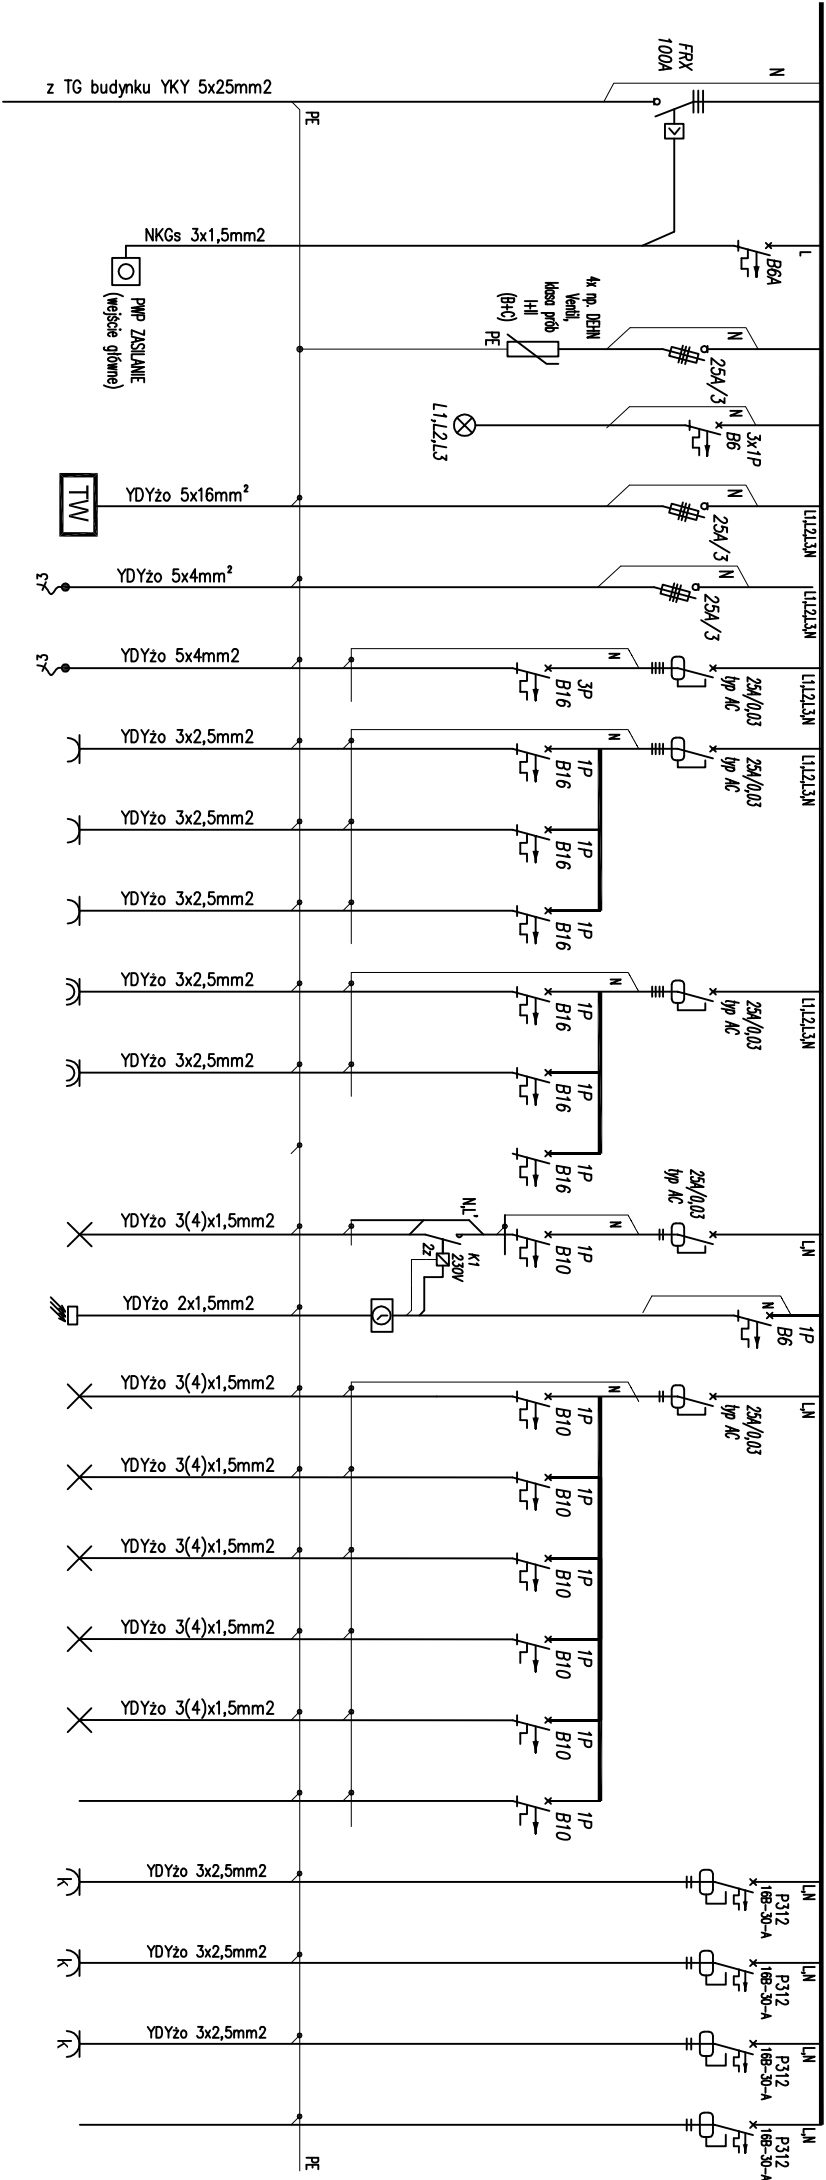 N
FRX
100A
z TG budynku YKY 5x25mm2
PE
NKGs 3x1,5mm2
L
B6A
PWP ZASILANIE
(wejście główne)
4x np. DEHN
Ventil,
klasa prób
I+II
(B+C)
PE
N
25A/3
N
3x1P
B6
L1,L2,L3
TW
YDYżo 5x16mm²
N
25A/3
L1,L2,L3,N
YDYżo 5x4mm²
N
25A/3
L1,L2,L3,N
YDYżo 5x4mm2
3P
B16
N
25A/0,03
typ AC
L1,L2,L3,N
YDYżo 3x2,5mm2
1P
B16
N
25A/0,03
typ AC
L1,L2,L3,N
YDYżo 3x2,5mm2
1P
B16
YDYżo 3x2,5mm2
1P
B16
YDYżo 3x2,5mm2
1P
B16
N
25A/0,03
typ AC
L1,L2,L3,N
YDYżo 3x2,5mm2
1P
B16
1P
B16
YDYżo 3(4)x1,5mm2
N,L'
K1
230V
2z
1P
B10
N
25A/0,03
typ AC
L,N
YDYżo 2x1,5mm2
N
1P
B6
YDYżo 3(4)x1,5mm2
1P
B10
N
25A/0,03
typ AC
L,N
YDYżo 3(4)x1,5mm2
1P
B10
YDYżo 3(4)x1,5mm2
1P
B10
YDYżo 3(4)x1,5mm2
1P
B10
YDYżo 3(4)x1,5mm2
1P
B10
1P
B10
k
YDYżo 3x2,5mm2
P312
16B-30-A
L,N
k
YDYżo 3x2,5mm2
P312
16B-30-A
L,N
k
YDYżo 3x2,5mm2
P312
16B-30-A
L,N
P312
16B-30-A
L,N
PE